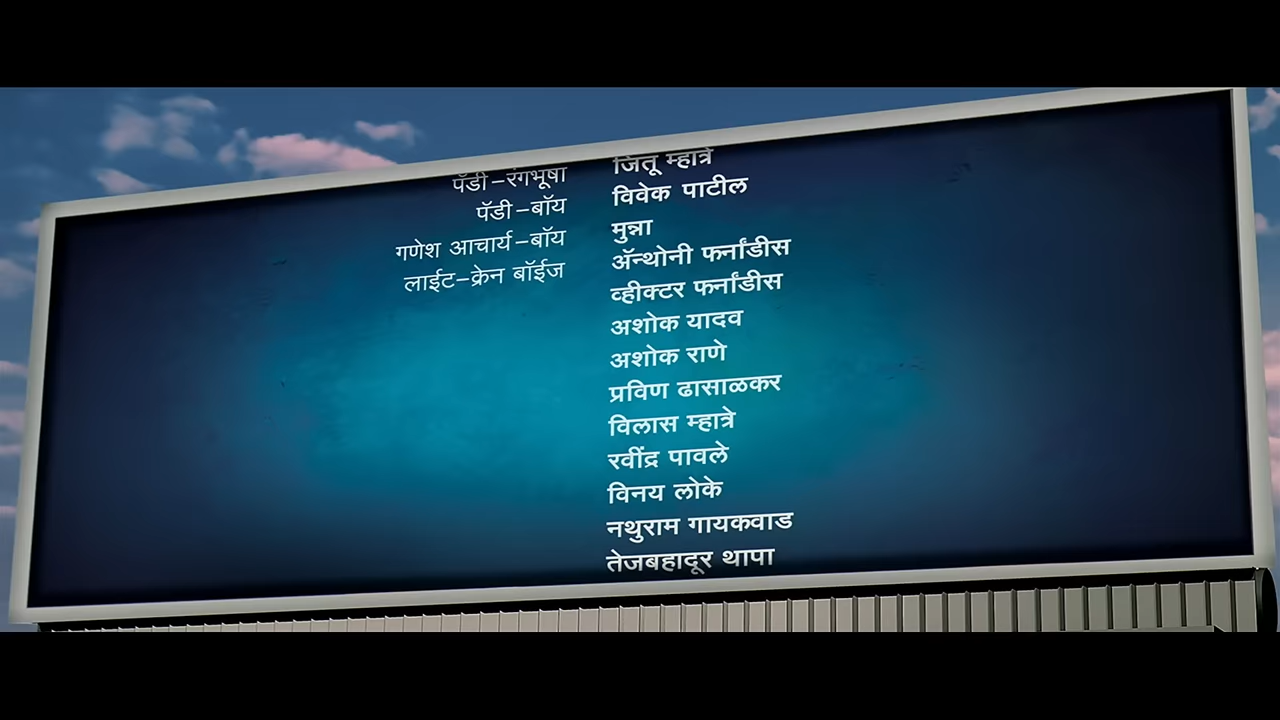 पॅडी–रंगभूषा जितू म्हात्रे
पॅडी–बॉय विवेक पाटील
गणेश आचार्य–बॉय मुन्ना
लाईट–क्रेन बॉईज ॲन्थोनी फर्नांडीस
व्हीक्टर फर्नांडीस
अशोक यादव
अशोक राणे
प्रविण ढासाळकर
विलास म्हात्रे
रवींद्र पावले
विनय लोके
नथुराम गायकवाड
तेजबहादूर थापा